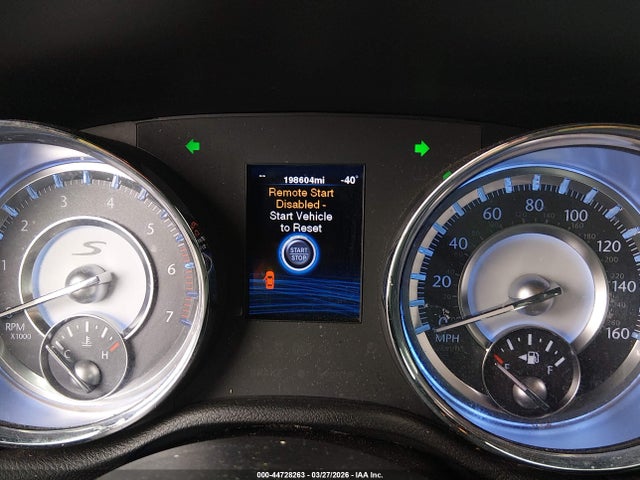 -- 198604mi -40°
Remote Start
Disabled -
Start Vehicle
to Reset
START
STOP
1 2 3 4 5 6 7
S
RPM
X1000
C H
20 40 60 80 100 120 140 160
MPH
E F
000-44728263 - 03/27/2026 - IAA Inc.